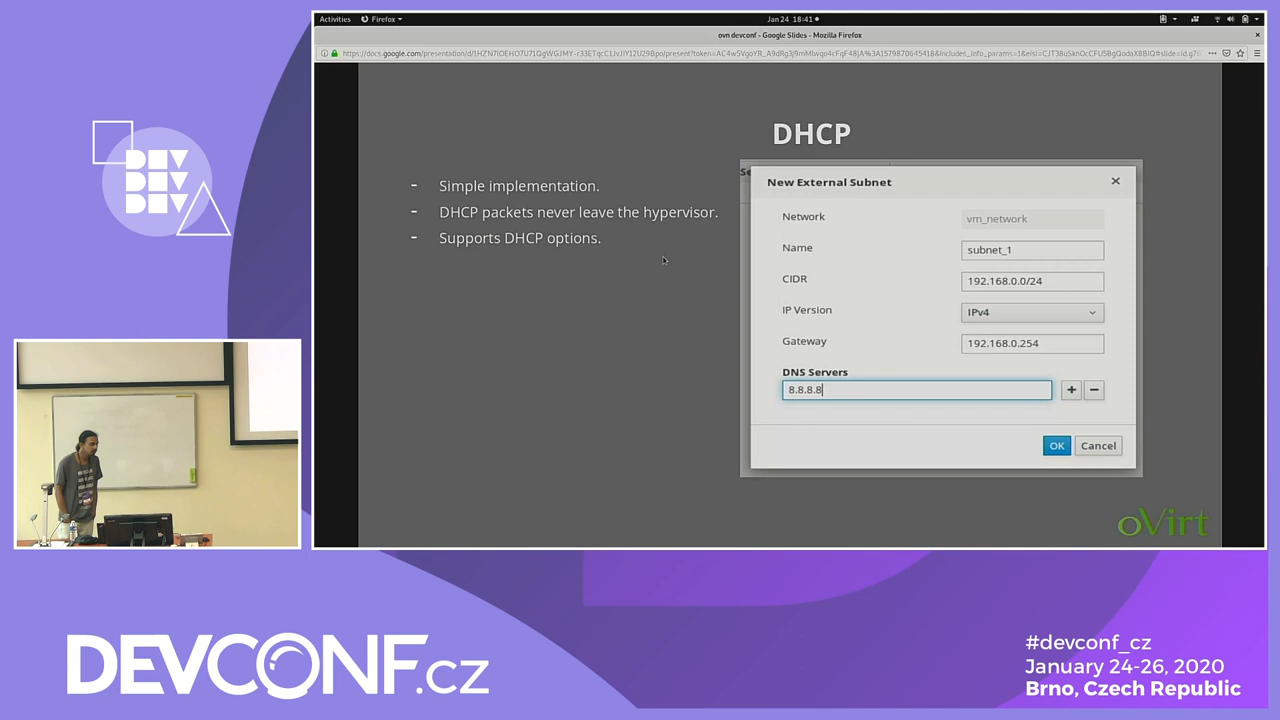 Activities Firefox Jan 24 18:41
ovn devconf - Google Slides - Mozilla Firefox
DHCP
- Simple implementation.
- DHCP packets never leave the hypervisor.
- Supports DHCP options.
New External Subnet
Network vm_network
Name subnet_1
CIDR 192.168.0.0/24
IP Version IPv4
Gateway 192.168.0.254
DNS Servers
8.8.8.8
OK Cancel
oVirt
DEV
DEV
DEV
DEVCONF.cz
#devconf_cz
January 24-26, 2020
Brno, Czech Republic